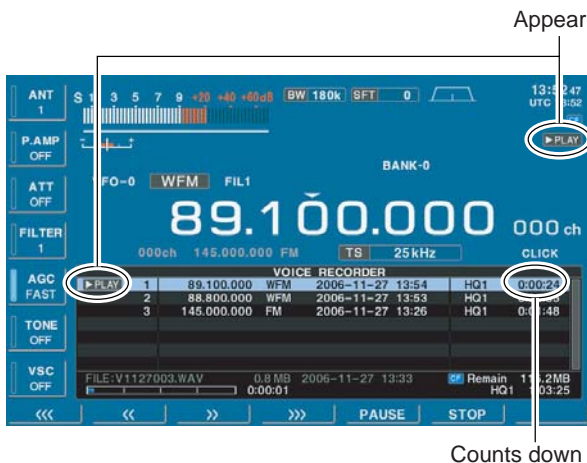 Appear
ANT
1
S 1 3 5 7 9 +20 +40 +60dB BW 180k SFT 0
UTC
CF
P.AMP
OFF
▶PLAY
BANK-0
ATT
OFF
VFO-0 WFM FIL1
89.100.000 000 ch
FILTER
1
000ch 145.000.000 FM TS 25kHz CLICK
VOICE RECORDER
AGC
FAST
▶PLAY 1 89.100.000 WFM 2006-11-27 13:54 HQ1 0:00:24
2 88.800.000 WFM 2006-11-27 13:53 HQ1
3 145.000.000 FM 2006-11-27 13:26 HQ1
TONE
OFF
VSC
OFF
FILE:V1127003.WAV 0.8MB 2006-11-27 13:33 CF Remain
0:00:01 HQ1
<<< << >> >>> PAUSE STOP
Counts down